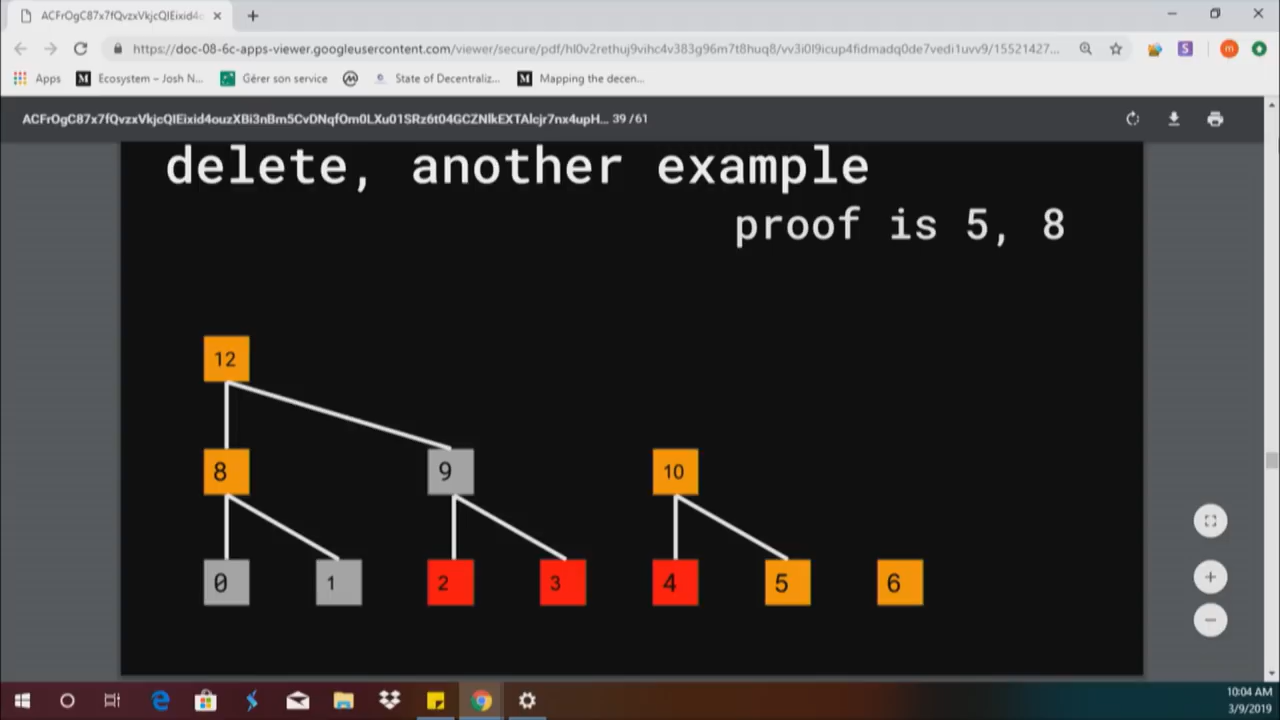 ACFrOgC87x7fQvzxVkjcQIEixid4c
https://doc-08-6c-apps-viewer.googleusercontent.com/viewer/secure/pdf/hl0v2rethuj9vihc4v383g96m7t8huq8/vv3i0l9icup4fidmadq0de7vedi1uvv9/15521427...
Apps
Ecosystem – Josh N...
Gérer son service
State of Decentraliz...
Mapping the decen...
ACFrOgC87x7fQvzxVkjcQIEixid4ouzXBi3nBm5CvDNqfOm0LXu01SRz6t04GCZNlkEXTAlcjr7nx4upH... 39 / 61
delete, another example
proof is 5, 8
12
8
9
10
0
1
2
3
4
5
6
10:04 AM
3/9/2019